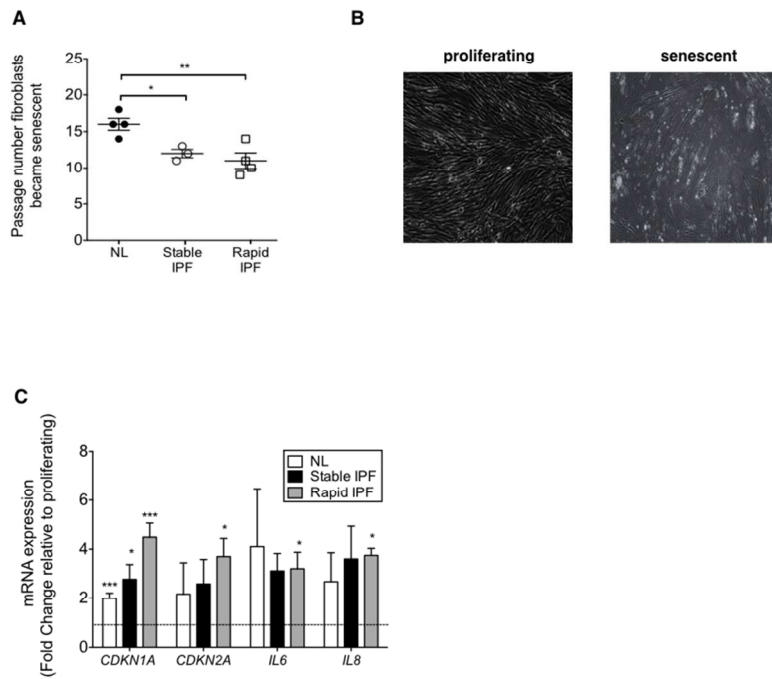 A
Passage number fibroblasts
became senescent
25
20
15
10
5
0
*
**
NL
Stable
IPF
Rapid
IPF
B
proliferating
senescent
C
mRNA expression
(Fold Change relative to proliferating)
8
6
4
2
0
NL
Stable IPF
Rapid IPF
***
*
***
*
*
*
CDKN1A
CDKN2A
IL6
IL8